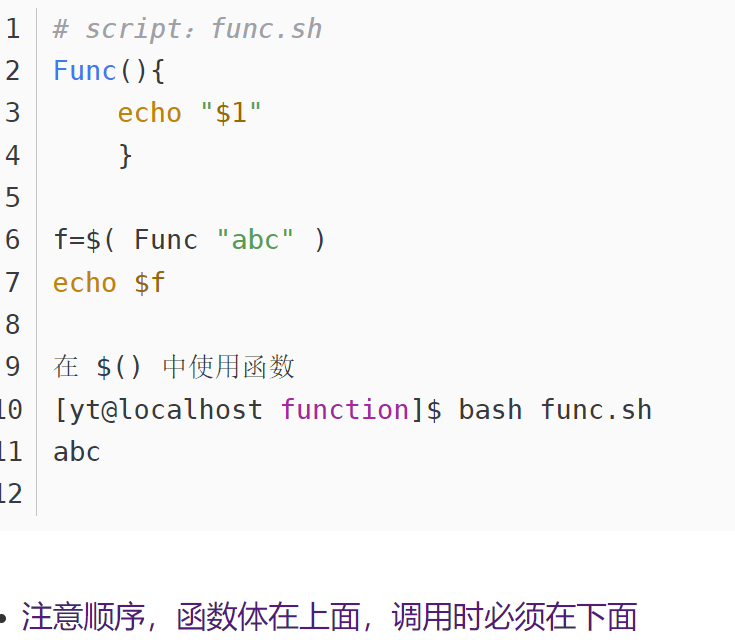 1 # script：func.sh
2 Func(){
3     echo "$1"
4     }
5
6 f=$( Func "abc" )
7 echo $f
8
9 在 $() 中使用函数
10 [yt@localhost function]$ bash func.sh
11 abc
12
• 注意顺序，函数体在上面，调用时必须在下面